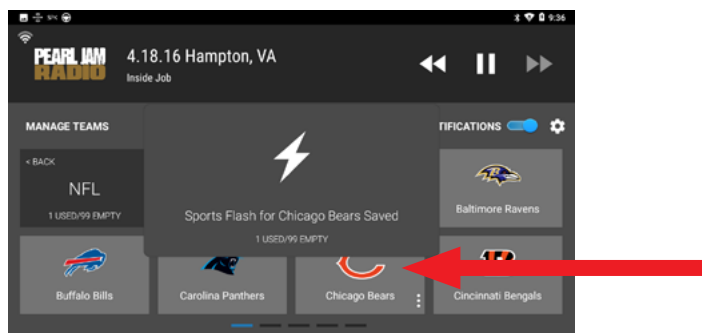 9:36
PEARL JAM
RADIO
4.18.16 Hampton, VA
Inside Job
MANAGE TEAMS
TIFICATIONS
< BACK
NFL
1 USED/99 EMPTY
Sports Flash for Chicago Bears Saved
1 USED/99 EMPTY
Baltimore Ravens
Buffalo Bills
Carolina Panthers
Chicago Bears
Cincinnati Bengals